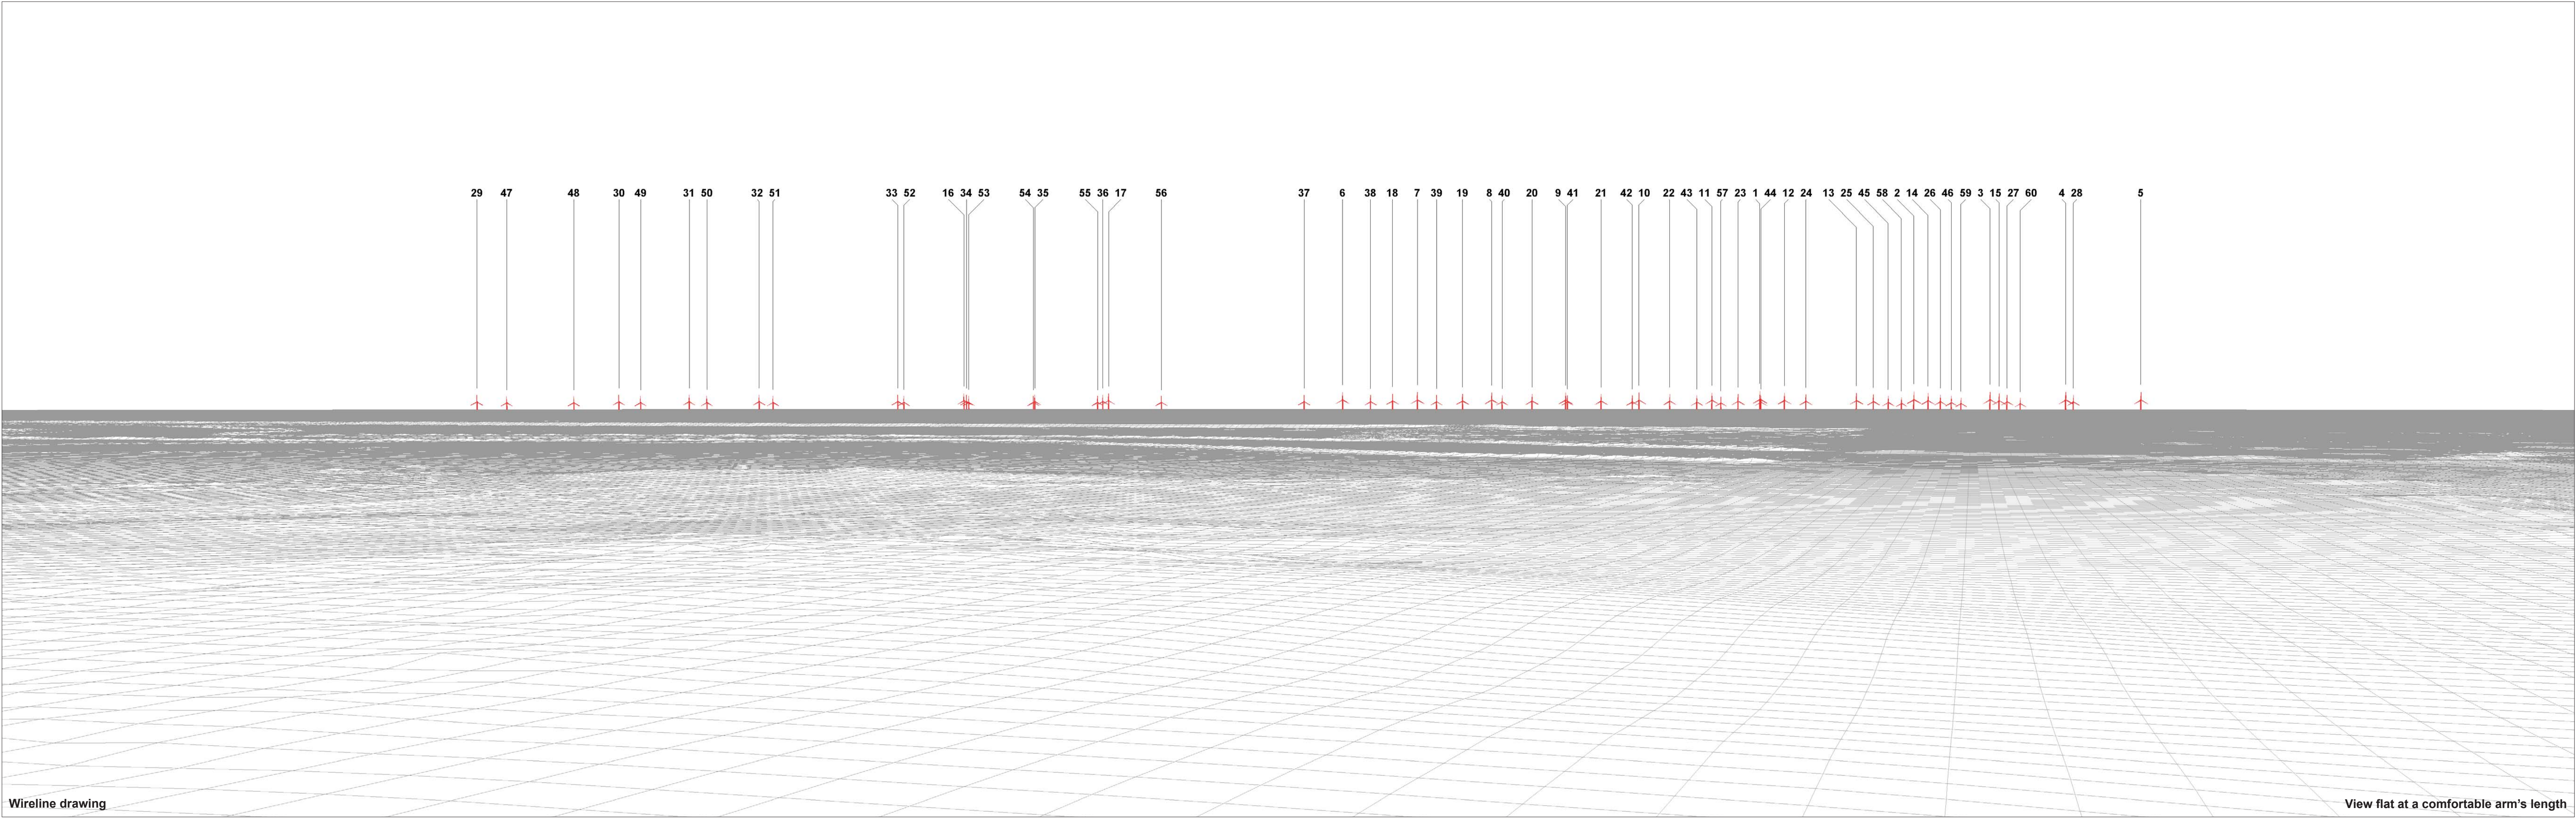 29 47 48 30 49 31 50 32 51 33 52 16 34 53 54 35 55 36 17 56 37 6 38 18 7 39 19 8 40 20 9 41 21 42 10 22 43 11 57 23 1 44 12 24 13 25 45 58 2 14 26 46 59 3 15 27 60 4 28 5
Wireline drawing
View flat at a comfortable arm's length